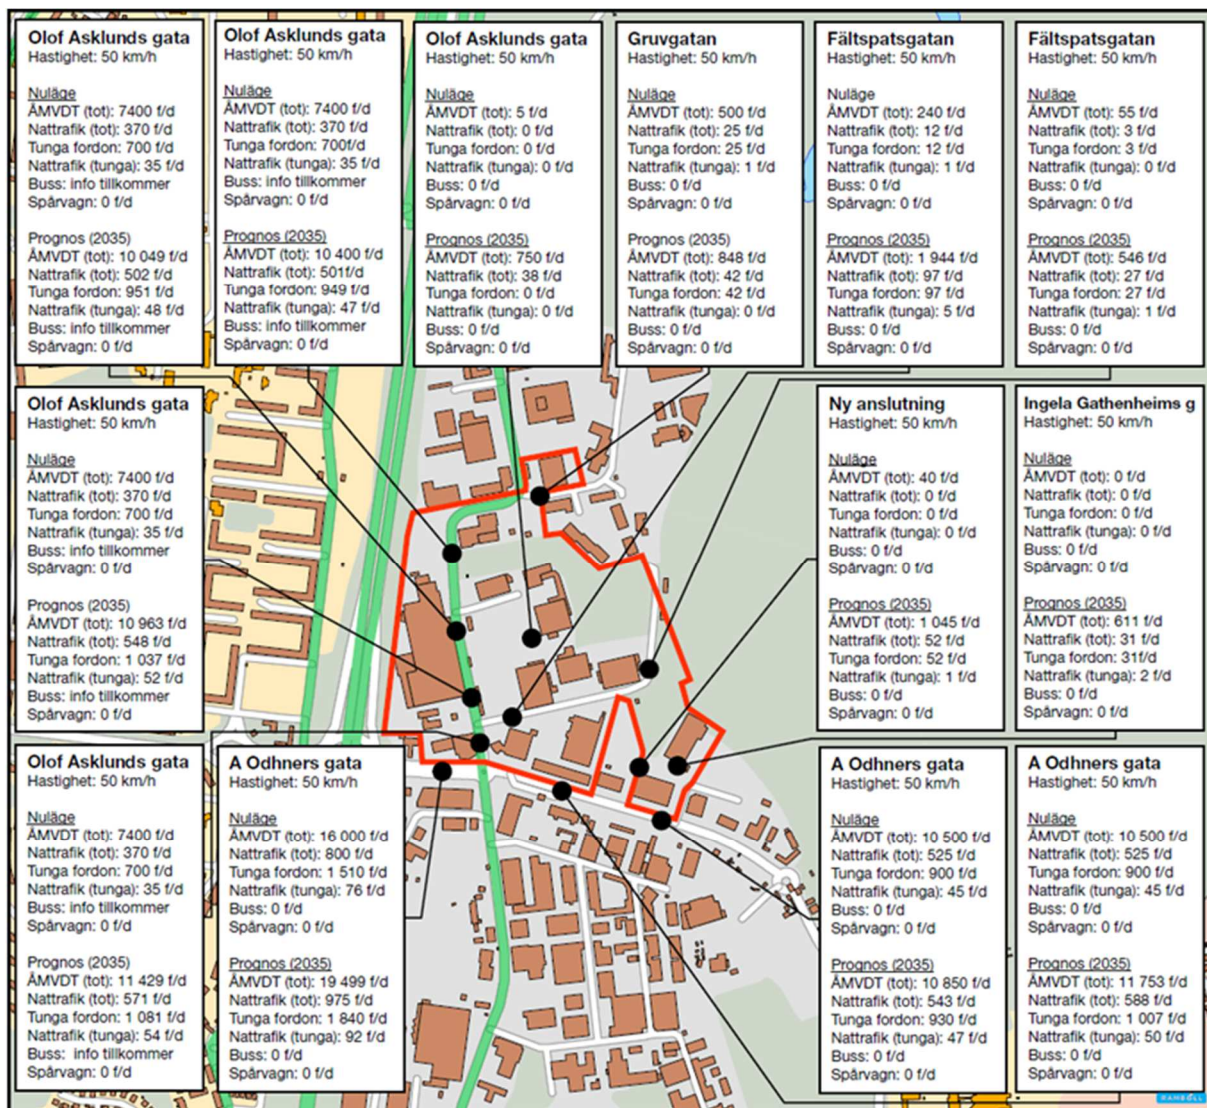 Olof Asklunds gata
Hastighet: 50 km/h
Nuläge
ÅMVDT (tot): 7400 f/d
Nattrafik (tot): 370 f/d
Tunga fordon: 700 f/d
Nattrafik (tunga): 35 f/d
Buss: info tillkommer
Spårvagn: 0 f/d
Prognos (2035)
ÅMVDT (tot): 10 049 f/d
Nattrafik (tot): 502 f/d
Tunga fordon: 951 f/d
Nattrafik (tunga): 48 f/d
Buss: info tillkommer
Spårvagn: 0 f/d
Olof Asklunds gata
Hastighet: 50 km/h
Nuläge
ÅMVDT (tot): 7400 f/d
Nattrafik (tot): 370 f/d
Tunga fordon: 700f/d
Nattrafik (tunga): 35 f/d
Buss: info tillkommer
Spårvagn: 0 f/d
Prognos (2035)
ÅMVDT (tot): 10 400 f/d
Nattrafik (tot): 501f/d
Tunga fordon: 949 f/d
Nattrafik (tunga): 47 f/d
Buss: info tillkommer
Spårvagn: 0 f/d
Olof Asklunds gata
Hastighet: 50 km/h
Nuläge
ÅMVDT (tot): 5 f/d
Nattrafik (tot): 0 f/d
Tunga fordon: 0 f/d
Nattrafik (tunga): 0 f/d
Buss: 0 f/d
Spårvagn: 0 f/d
Prognos (2035)
ÅMVDT (tot): 750 f/d
Nattrafik (tot): 38 f/d
Tunga fordon: 0 f/d
Nattrafik (tunga): 0 f/d
Buss: 0 f/d
Spårvagn: 0 f/d
Gruvgatan
Hastighet: 50 km/h
Nuläge
ÅMVDT (tot): 500 f/d
Nattrafik (tot): 25 f/d
Tunga fordon: 25 f/d
Nattrafik (tunga): 1 f/d
Buss: 0 f/d
Spårvagn: 0 f/d
Prognos (2035)
ÅMVDT (tot): 848 f/d
Nattrafik (tot): 42 f/d
Tunga fordon: 42 f/d
Nattrafik (tunga): 0 f/d
Buss: 0 f/d
Spårvagn: 0 f/d
Fältspatsgatan
Hastighet: 50 km/h
Nuläge
ÅMVDT (tot): 240 f/d
Nattrafik (tot): 12 f/d
Tunga fordon: 12 f/d
Nattrafik (tunga): 1 f/d
Buss: 0 f/d
Spårvagn: 0 f/d
Prognos (2035)
ÅMVDT (tot): 1 944 f/d
Nattrafik (tot): 97 f/d
Tunga fordon: 97 f/d
Nattrafik (tunga): 5 f/d
Buss: 0 f/d
Spårvagn: 0 f/d
Fältspatsgatan
Hastighet: 50 km/h
Nuläge
ÅMVDT (tot): 55 f/d
Nattrafik (tot): 3 f/d
Tunga fordon: 3 f/d
Nattrafik (tunga): 0 f/d
Buss: 0 f/d
Spårvagn: 0 f/d
Prognos (2035)
ÅMVDT (tot): 546 f/d
Nattrafik (tot): 27 f/d
Tunga fordon: 27 f/d
Nattrafik (tunga): 1 f/d
Buss: 0 f/d
Spårvagn: 0 f/d
Olof Asklunds gata
Hastighet: 50 km/h
Nuläge
ÅMVDT (tot): 7400 f/d
Nattrafik (tot): 370 f/d
Tunga fordon: 700 f/d
Nattrafik (tunga): 35 f/d
Buss: info tillkommer
Spårvagn: 0 f/d
Prognos (2035)
ÅMVDT (tot): 10 963 f/d
Nattrafik (tot): 548 f/d
Tunga fordon: 1 037 f/d
Nattrafik (tunga): 52 f/d
Buss: info tillkommer
Spårvagn: 0 f/d
Ny anslutning
Hastighet: 50 km/h
Nuläge
ÅMVDT (tot): 40 f/d
Nattrafik (tot): 0 f/d
Tunga fordon: 0 f/d
Nattrafik (tunga): 0 f/d
Buss: 0 f/d
Spårvagn: 0 f/d
Prognos (2035)
ÅMVDT (tot): 1 045 f/d
Nattrafik (tot): 52 f/d
Tunga fordon: 52 f/d
Nattrafik (tunga): 1 f/d
Buss: 0 f/d
Spårvagn: 0 f/d
Ingela Gathenheims g
Hastighet: 50 km/h
Nuläge
ÅMVDT (tot): 0 f/d
Nattrafik (tot): 0 f/d
Tunga fordon: 0 f/d
Nattrafik (tunga): 0 f/d
Buss: 0 f/d
Spårvagn: 0 f/d
Prognos (2035)
ÅMVDT (tot): 611 f/d
Nattrafik (tot): 31 f/d
Tunga fordon: 31f/d
Nattrafik (tunga): 2 f/d
Buss: 0 f/d
Spårvagn: 0 f/d
Olof Asklunds gata
Hastighet: 50 km/h
Nuläge
ÅMVDT (tot): 7400 f/d
Nattrafik (tot): 370 f/d
Tunga fordon: 700 f/d
Nattrafik (tunga): 35 f/d
Buss: info tillkommer
Spårvagn: 0 f/d
Prognos (2035)
ÅMVDT (tot): 11 429 f/d
Nattrafik (tot): 571 f/d
Tunga fordon: 1 081 f/d
Nattrafik (tunga): 54 f/d
Buss: info tillkommer
Spårvagn: 0 f/d
A Odhners gata
Hastighet: 50 km/h
Nuläge
ÅMVDT (tot): 16 000 f/d
Nattrafik (tot): 800 f/d
Tunga fordon: 1 510 f/d
Nattrafik (tunga): 76 f/d
Buss: 0 f/d
Spårvagn: 0 f/d
Prognos (2035)
ÅMVDT (tot): 19 499 f/d
Nattrafik (tot): 975 f/d
Tunga fordon: 1 840 f/d
Nattrafik (tunga): 92 f/d
Buss: 0 f/d
Spårvagn: 0 f/d
A Odhners gata
Hastighet: 50 km/h
Nuläge
ÅMVDT (tot): 10 500 f/d
Nattrafik (tot): 525 f/d
Tunga fordon: 900 f/d
Nattrafik (tunga): 45 f/d
Buss: 0 f/d
Spårvagn: 0 f/d
Prognos (2035)
ÅMVDT (tot): 10 850 f/d
Nattrafik (tot): 543 f/d
Tunga fordon: 930 f/d
Nattrafik (tunga): 47 f/d
Buss: 0 f/d
Spårvagn: 0 f/d
A Odhners gata
Hastighet: 50 km/h
Nuläge
ÅMVDT (tot): 10 500 f/d
Nattrafik (tot): 525 f/d
Tunga fordon: 900 f/d
Nattrafik (tunga): 45 f/d
Buss: 0 f/d
Spårvagn: 0 f/d
Prognos (2035)
ÅMVDT (tot): 11 753 f/d
Nattrafik (tot): 588 f/d
Tunga fordon: 1 007 f/d
Nattrafik (tunga): 50 f/d
Buss: 0 f/d
Spårvagn: 0 f/d
RAMBOLL